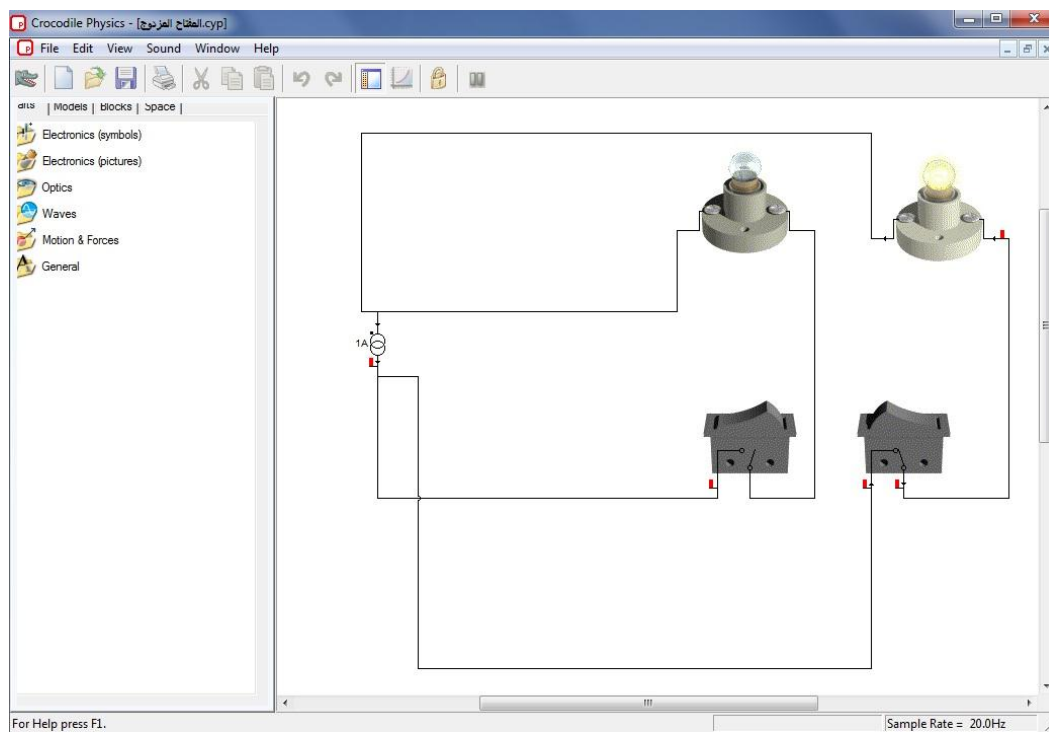 Crocodile Physics - [المفتاح المزدوج.cyp]
File Edit View Sound Window Help
arts | Models | Blocks | Space |
Electronics (symbols)
Electronics (pictures)
Optics
Waves
Motion & Forces
General
1A
For Help press F1.
Sample Rate = 20.0Hz